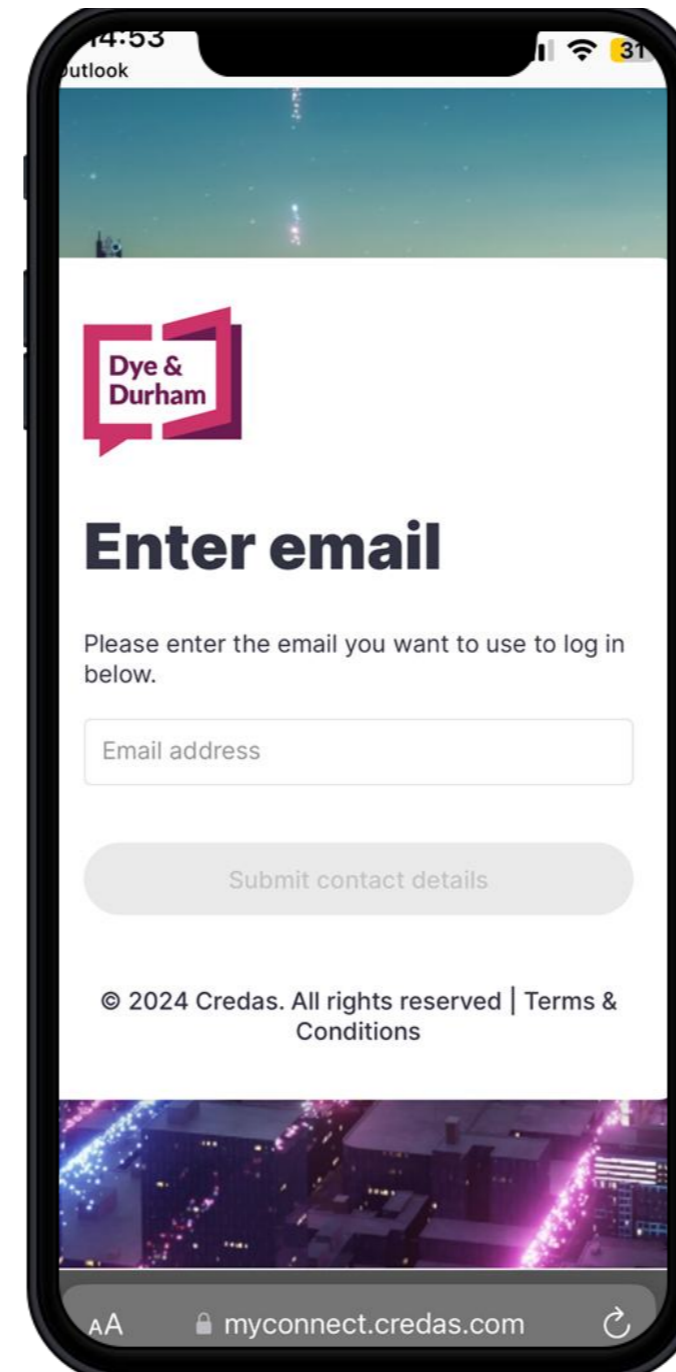 14:53
31
Outlook
Dye &
Durham
Enter email
Please enter the email you want to use to log in
below.
Email address
Submit contact details
© 2024 Credas. All rights reserved | Terms &
Conditions
AA
myconnect.credas.com